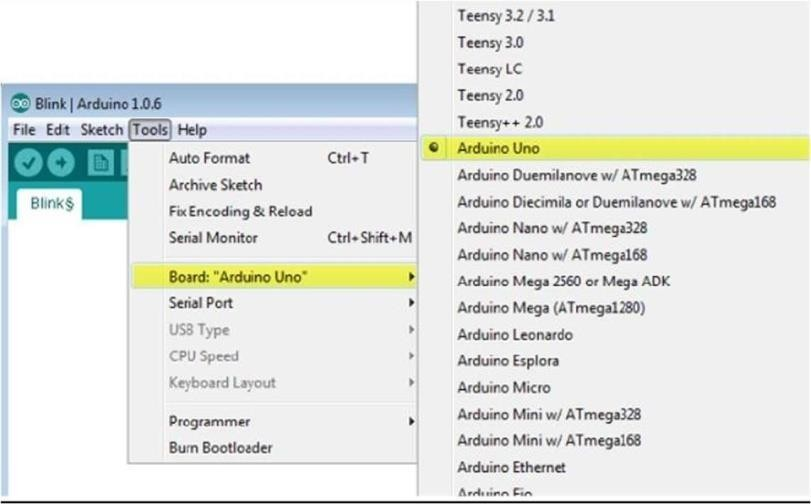 Blink | Arduino 1.0.6
File Edit Sketch Tools Help
Auto Format Ctrl+T
Archive Sketch
Fix Encoding & Reload
Serial Monitor Ctrl+Shift+M
Board: "Arduino Uno"
Serial Port
USB Type
CPU Speed
Keyboard Layout
Programmer
Burn Bootloader
Blink§
Teensy 3.2 / 3.1
Teensy 3.0
Teensy LC
Teensy 2.0
Teensy++ 2.0
Arduino Uno
Arduino Duemilanove w/ ATmega328
Arduino Diecimila or Duemilanove w/ ATmega168
Arduino Nano w/ ATmega328
Arduino Nano w/ ATmega168
Arduino Mega 2560 or Mega ADK
Arduino Mega (ATmega1280)
Arduino Leonardo
Arduino Esplora
Arduino Micro
Arduino Mini w/ ATmega328
Arduino Mini w/ ATmega168
Arduino Ethernet
Arduino Fio